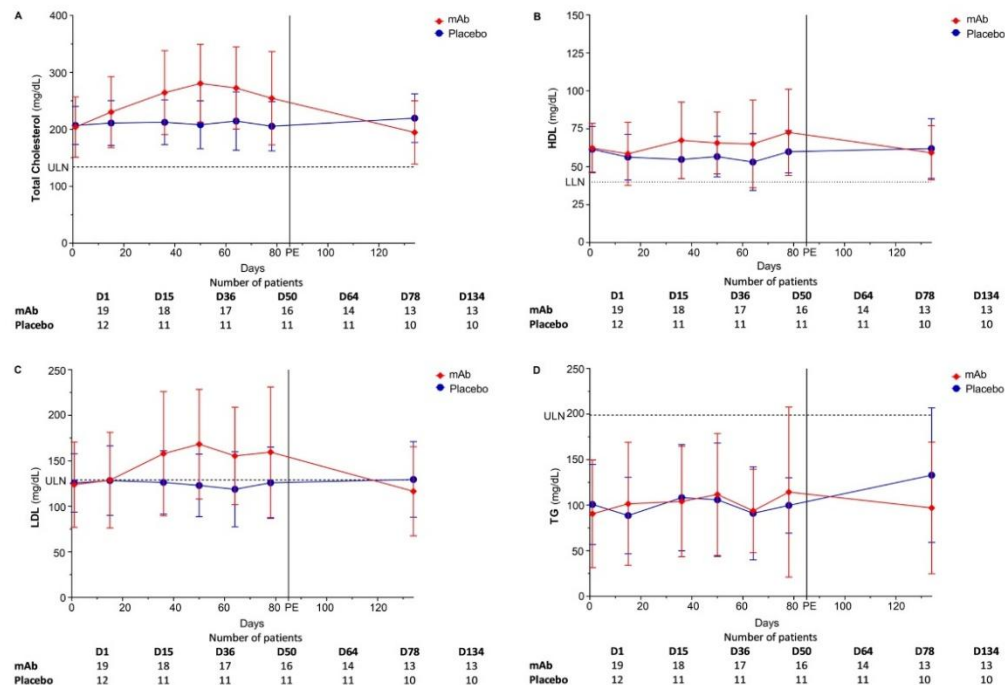 A
mAb
Placebo
400
300
200
ULN
100
0
Total Cholesterol (mg/dL)
0 20 40 60 80 PE 100 120
Days
Number of patients
D1 D15 D36 D50 D64 D78 D134
mAb 19 18 17 16 14 13 13
Placebo 12 11 11 11 11 10 10
B
mAb
Placebo
150
125
100
75
50
LLN
25
0
HDL (mg/dL)
0 20 40 60 80 PE 100 120
Days
Number of patients
D1 D15 D36 D50 D64 D78 D134
mAb 19 18 17 16 14 13 13
Placebo 12 11 11 11 11 10 10
C
mAb
Placebo
250
200
150
ULN
100
50
0
LDL (mg/dL)
0 20 40 60 80 PE 100 120
Days
Number of patients
D1 D15 D36 D50 D64 D78 D134
mAb 19 18 17 16 14 13 13
Placebo 12 11 11 11 11 10 10
D
mAb
Placebo
250
ULN
200
150
100
50
0
TG (mg/dL)
0 20 40 60 80 PE 100 120
Days
Number of patients
D1 D15 D36 D50 D64 D78 D134
mAb 19 18 17 16 14 13 13
Placebo 12 11 11 11 11 10 10